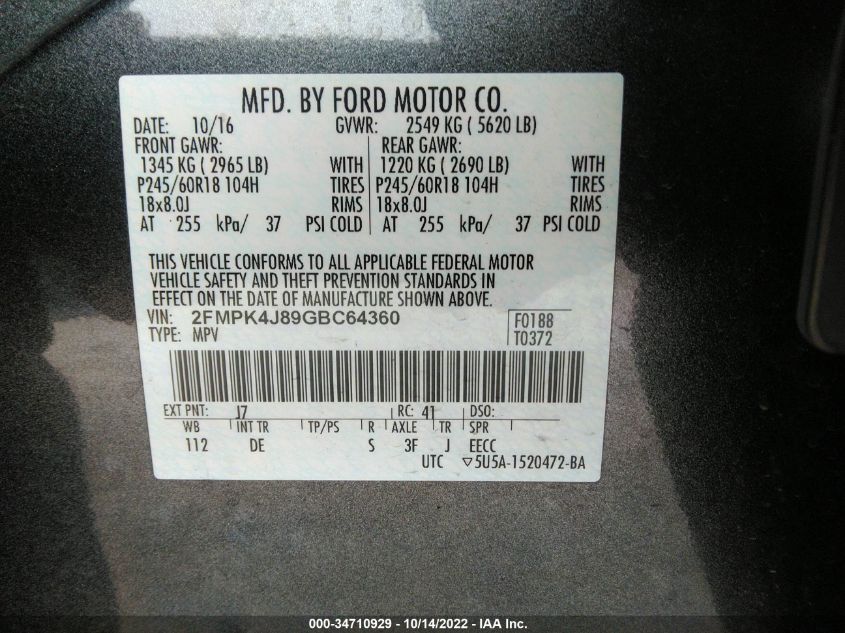 MFD. BY FORD MOTOR CO.
DATE: 10/16 GVWR: 2549 KG ( 5620 LB)
FRONT GAWR: REAR GAWR:
1345 KG ( 2965 LB) WITH 1220 KG ( 2690 LB) WITH
P245/60R18 104H TIRES P245/60R18 104H TIRES
18x8.0J RIMS 18x8.0J RIMS
AT 255 kPa/ 37 PSI COLD AT 255 kPa/ 37 PSI COLD
THIS VEHICLE CONFORMS TO ALL APPLICABLE FEDERAL MOTOR
VEHICLE SAFETY AND THEFT PREVENTION STANDARDS IN
EFFECT ON THE DATE OF MANUFACTURE SHOWN ABOVE.
VIN: 2FMPK4J89GBC64360 F0188
TYPE: MPV T0372
EXT PNT: J7 RC: 41 DSO:
WB INT TR TP/PS R AXLE TR SPR
112 DE S 3F J EECC
UTC ▽5U5A-1520472-BA
000-34710929 - 10/14/2022 - IAA Inc.